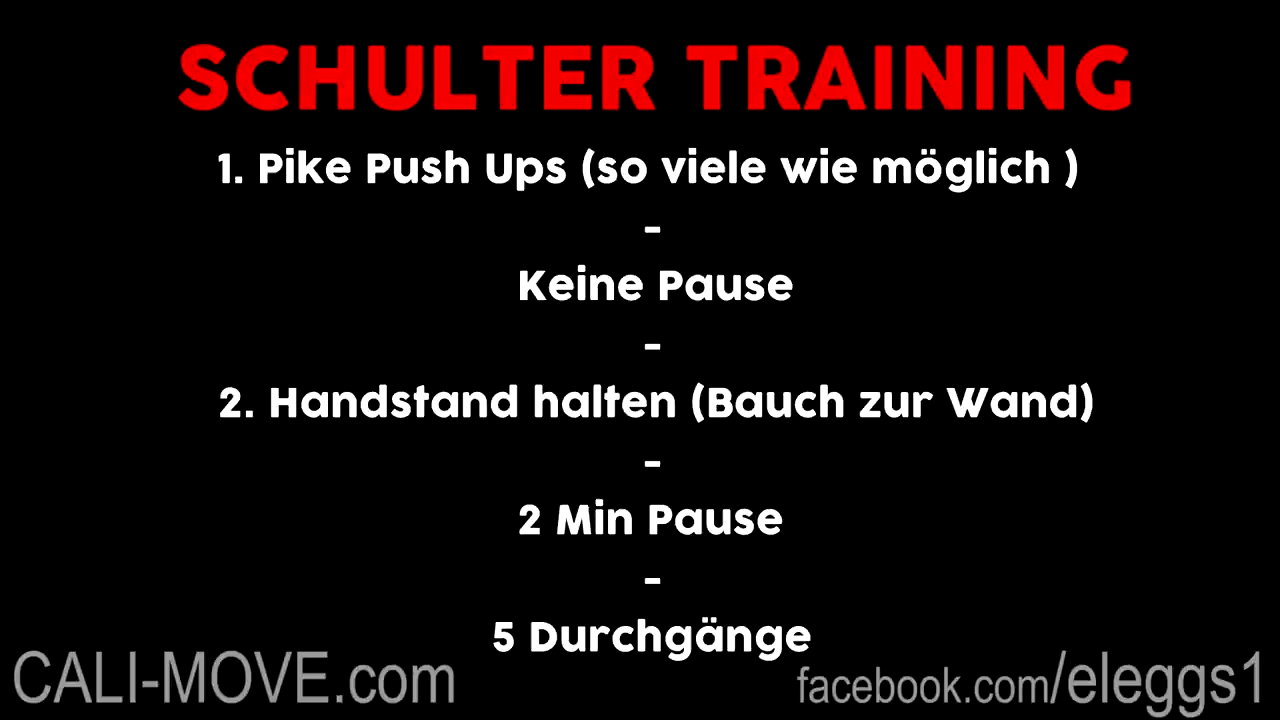 SCHULTER TRAINING
1. Pike Push Ups (so viele wie möglich )
-
Keine Pause
-
2. Handstand halten (Bauch zur Wand)
-
2 Min Pause
-
5 Durchgänge
CALI-MOVE.com
facebook.com/eleggs1